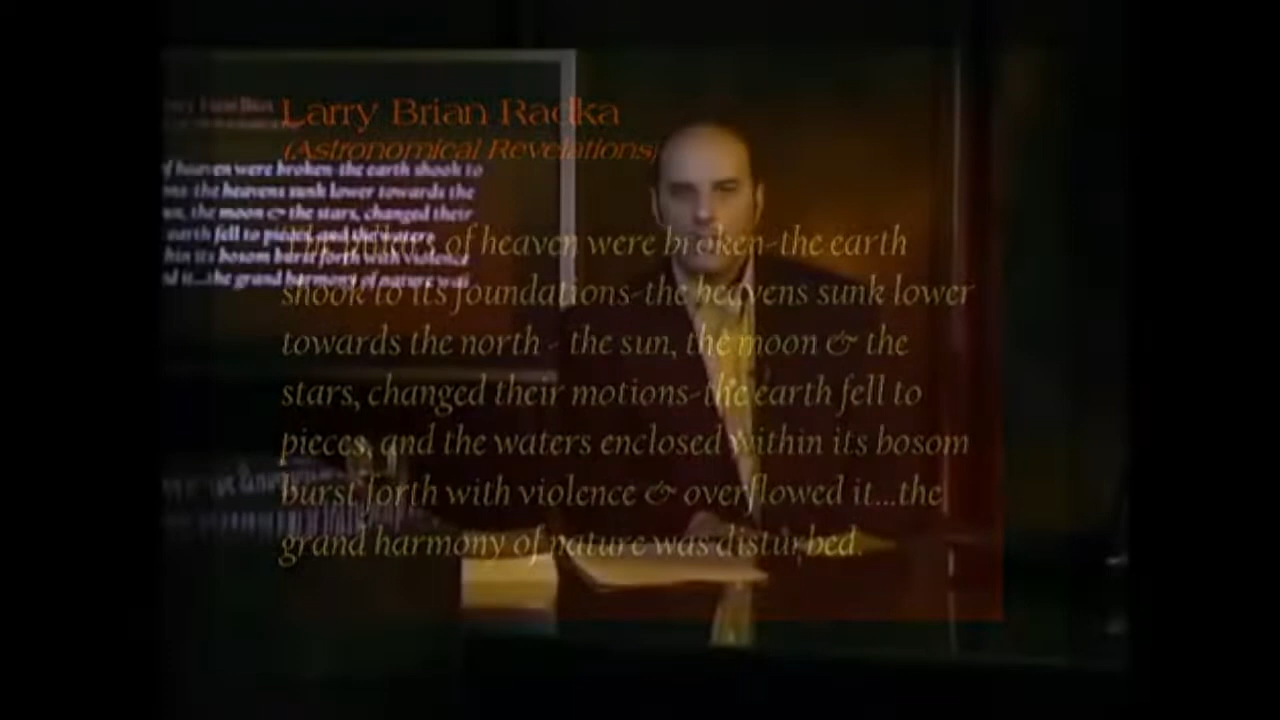 Larry Brian Radka
(Astronomical Revelations)
The pillars of heaven were broken-the earth
shook to its foundations-the heavens sunk lower
towards the north - the sun, the moon & the
stars, changed their motions-the earth fell to
pieces, and the waters enclosed within its bosom
burst forth with violence & overflowed it...the
grand harmony of nature was disturbed.
of heaven were broken-the earth shook to
the heavens sunk lower towards the
the moon & the stars, changed their
earth fell to pieces, and the waters
its bosom burst forth with violence
it...the grand harmony of nature was